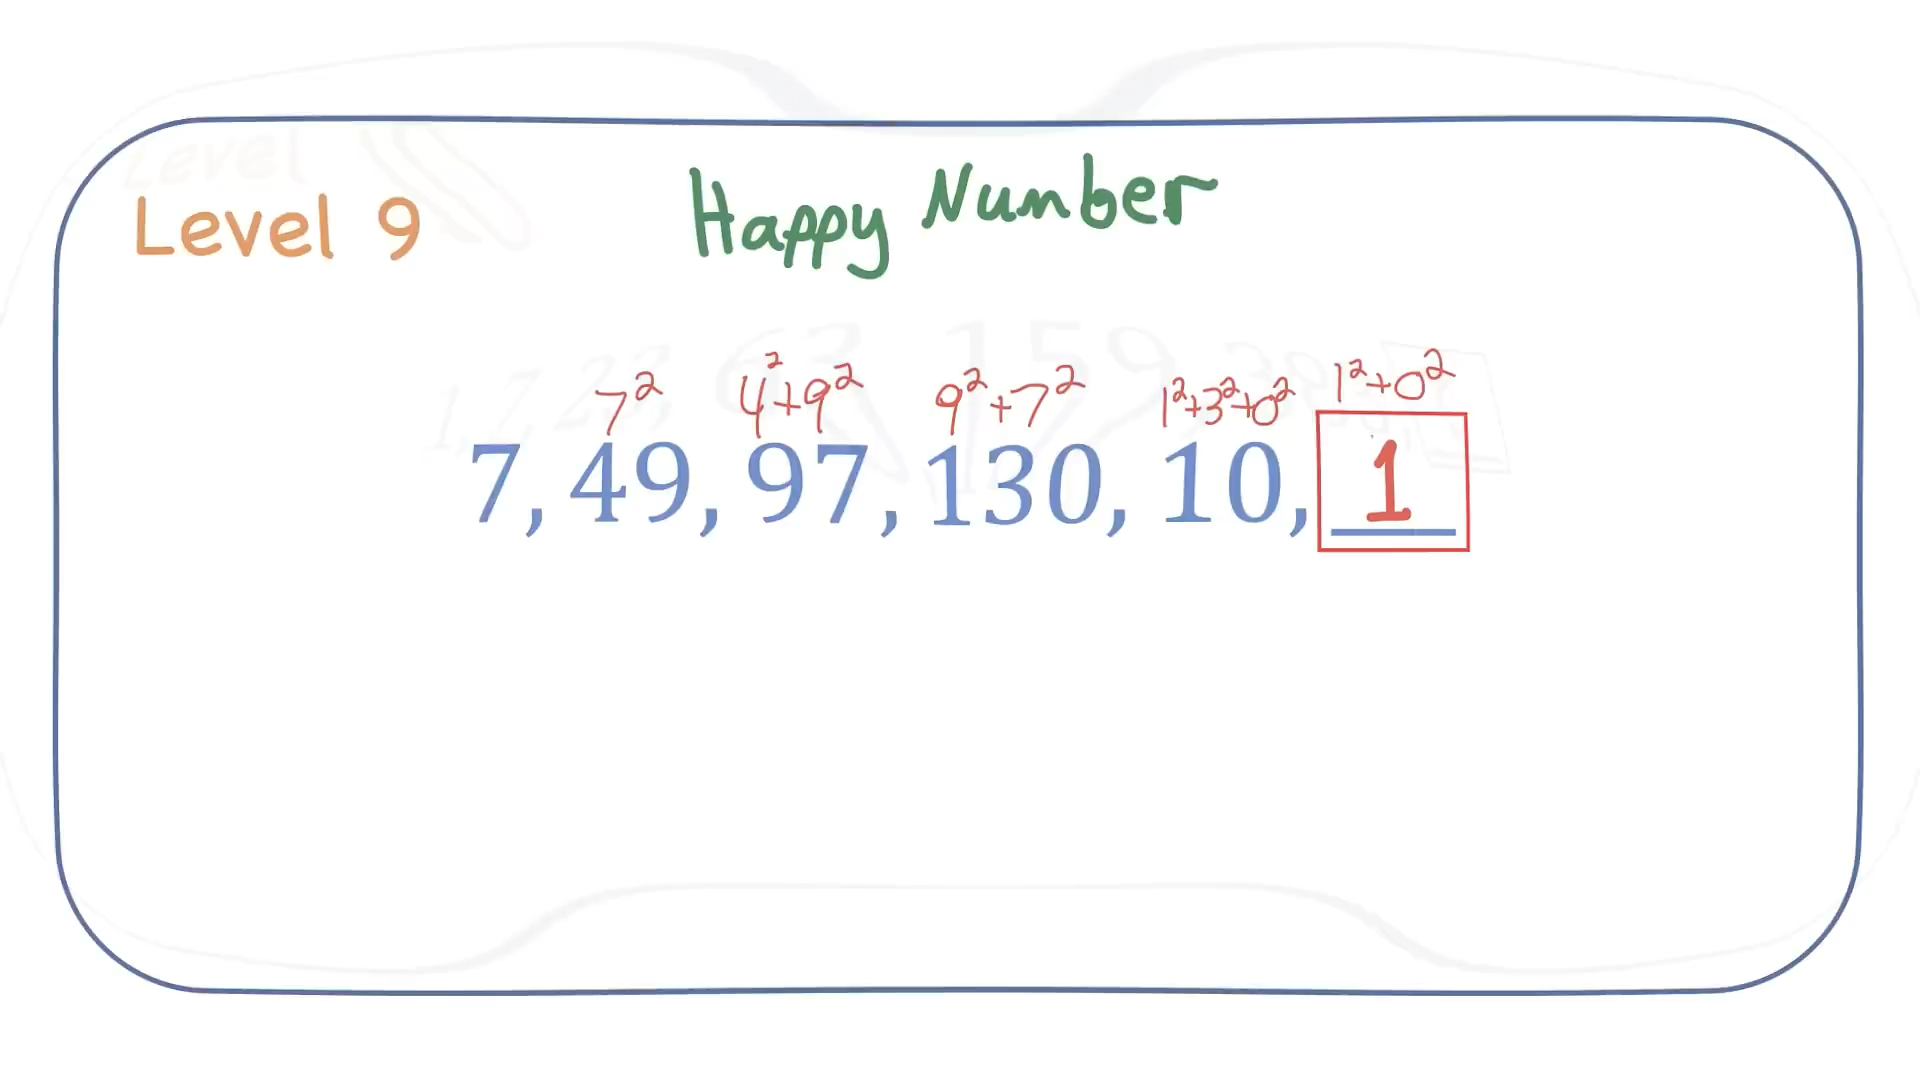 Happy Number
Level 9
7² 4²+9² 9²+7² 1²+3²+0² 1²+0²
7, 49, 97, 130, 10, 1